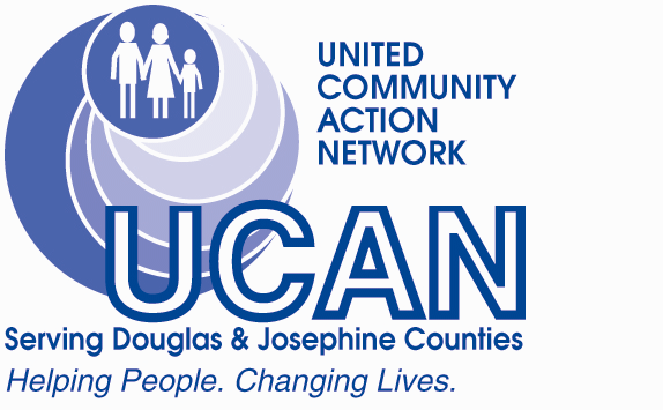 UNITED
COMMUNITY
ACTION
NETWORK
UCAN
Serving Douglas & Josephine Counties
Helping People. Changing Lives.